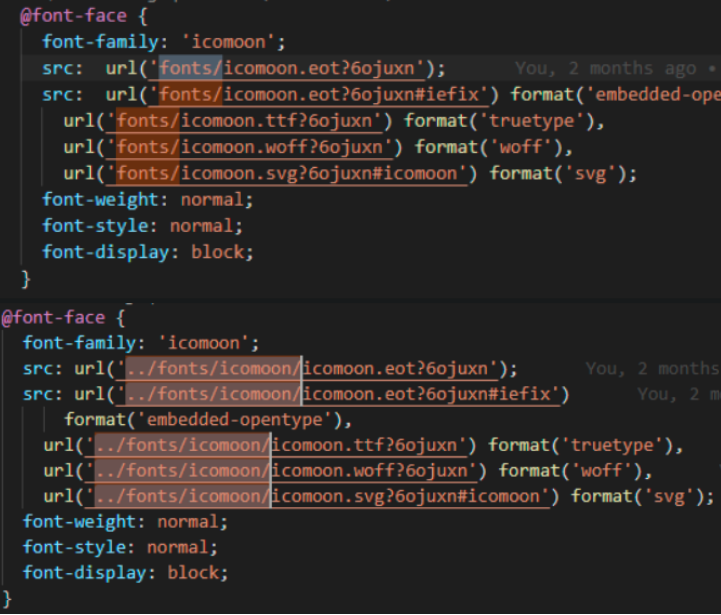 @font-face {
font-family: 'icomoon';
src: url('fonts/icomoon.eot?6ojuxn'); You, 2 months ago •
src: url('fonts/icomoon.eot?6ojuxn#iefix') format('embedded-ope
url('fonts/icomoon.ttf?6ojuxn') format('truetype'),
url('fonts/icomoon.woff?6ojuxn') format('woff'),
url('fonts/icomoon.svg?6ojuxn#icomoon') format('svg');
font-weight: normal;
font-style: normal;
font-display: block;
}
@font-face {
font-family: 'icomoon';
src: url('../fonts/icomoon/icomoon.eot?6ojuxn'); You, 2 months
src: url('../fonts/icomoon/icomoon.eot?6ojuxn#iefix') You, 2 m
format('embedded-opentype'),
url('../fonts/icomoon/icomoon.ttf?6ojuxn') format('truetype'),
url('../fonts/icomoon/icomoon.woff?6ojuxn') format('woff'),
url('../fonts/icomoon/icomoon.svg?6ojuxn#icomoon') format('svg');
font-weight: normal;
font-style: normal;
font-display: block;
}